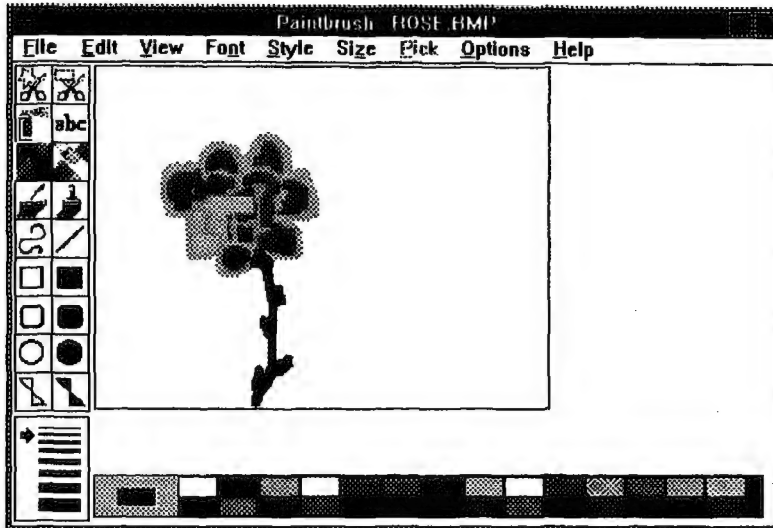 Paintbrush - ROSE.BMP
File Edit View Font Style Size Pick Options Help
abc